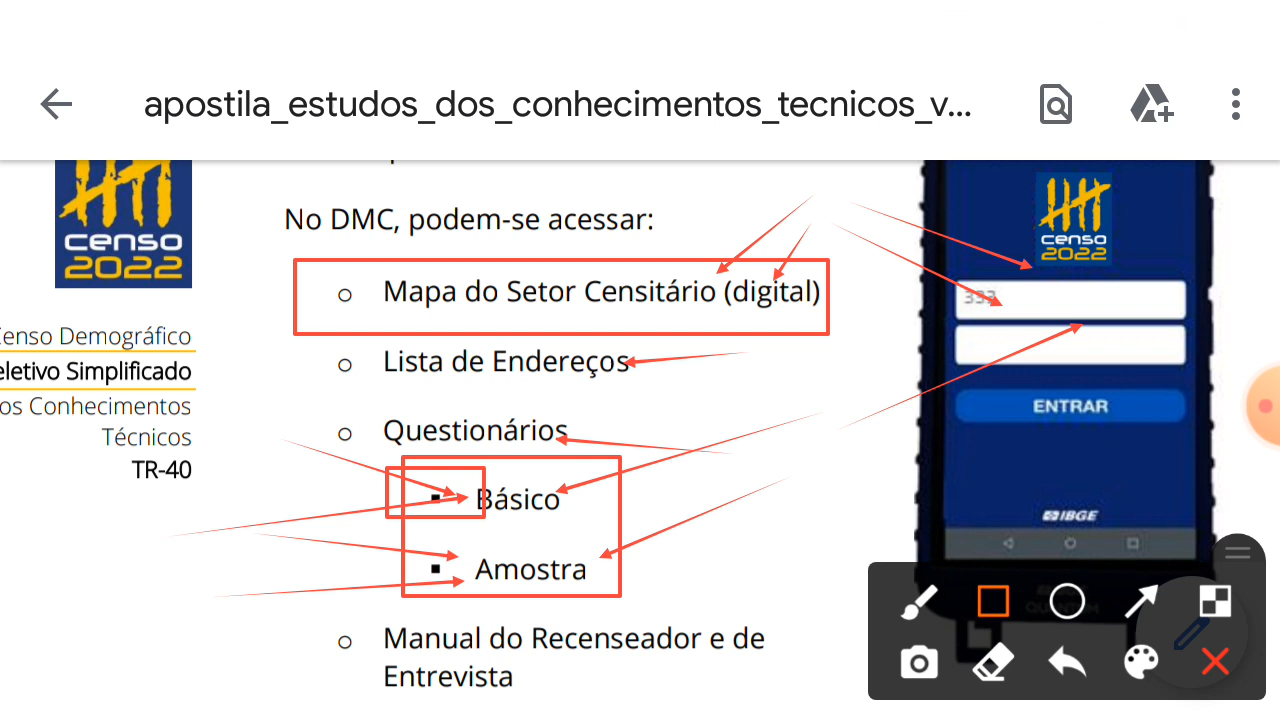 apostila_estudos_dos_conhecimentos_tecnicos_v...
censo
2022
Censo Demográfico
eletivo Simplificado
os Conhecimentos
Técnicos
TR-40
No DMC, podem-se acessar:
Mapa do Setor Censitário (digital)
Lista de Endereços
Questionários
Básico
Amostra
Manual do Recenseador e de
Entrevista
censo
2022
333
ENTRAR
IBGE